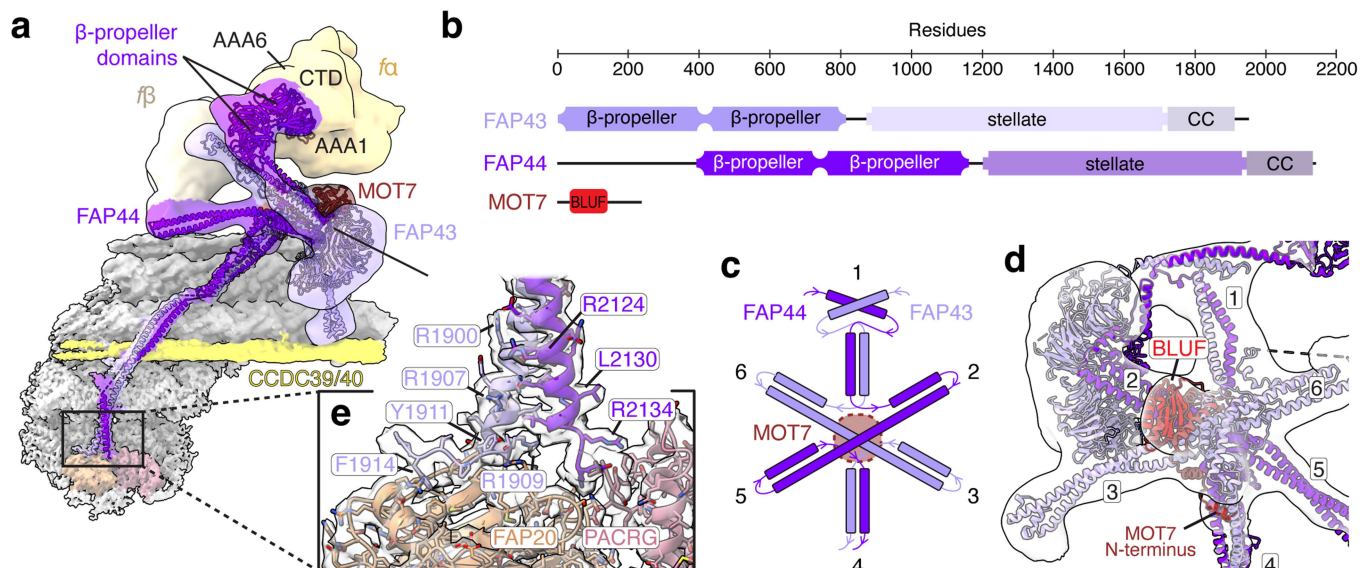 a
β-propeller
domains
AAA6
CTD
fα
fβ
AAA1
MOT7
FAP44
FAP43
CCDC39/40
b
Residues
0 200 400 600 800 1000 1200 1400 1600 1800 2000 2200
FAP43 β-propeller β-propeller stellate CC
FAP44 β-propeller β-propeller stellate CC
MOT7 BLUF
c
1
FAP44 FAP43
6 2
MOT7
5 3
4
d
1
BLUF
2
6
5
3
MOT7
N-terminus
4
e
R2124
R1900
L2130
R1907
Y1911
R2134
F1914
R1909
FAP20 PACRG